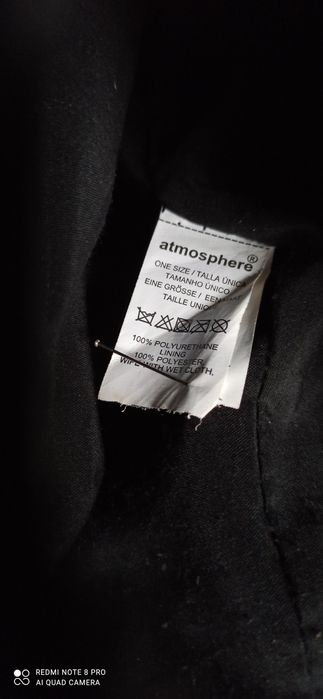 atmosphere®
ONE SIZE / TALLA ÚNICA
TAMANHO ÚNICO /
EINE GRÖSSE /
TAILLE UNIQUE
100% POLYURETHANE
LINING
100% POLYESTER
WIPE WITH WET CLOTH.
REDMI NOTE 8 PRO
AI QUAD CAMERA